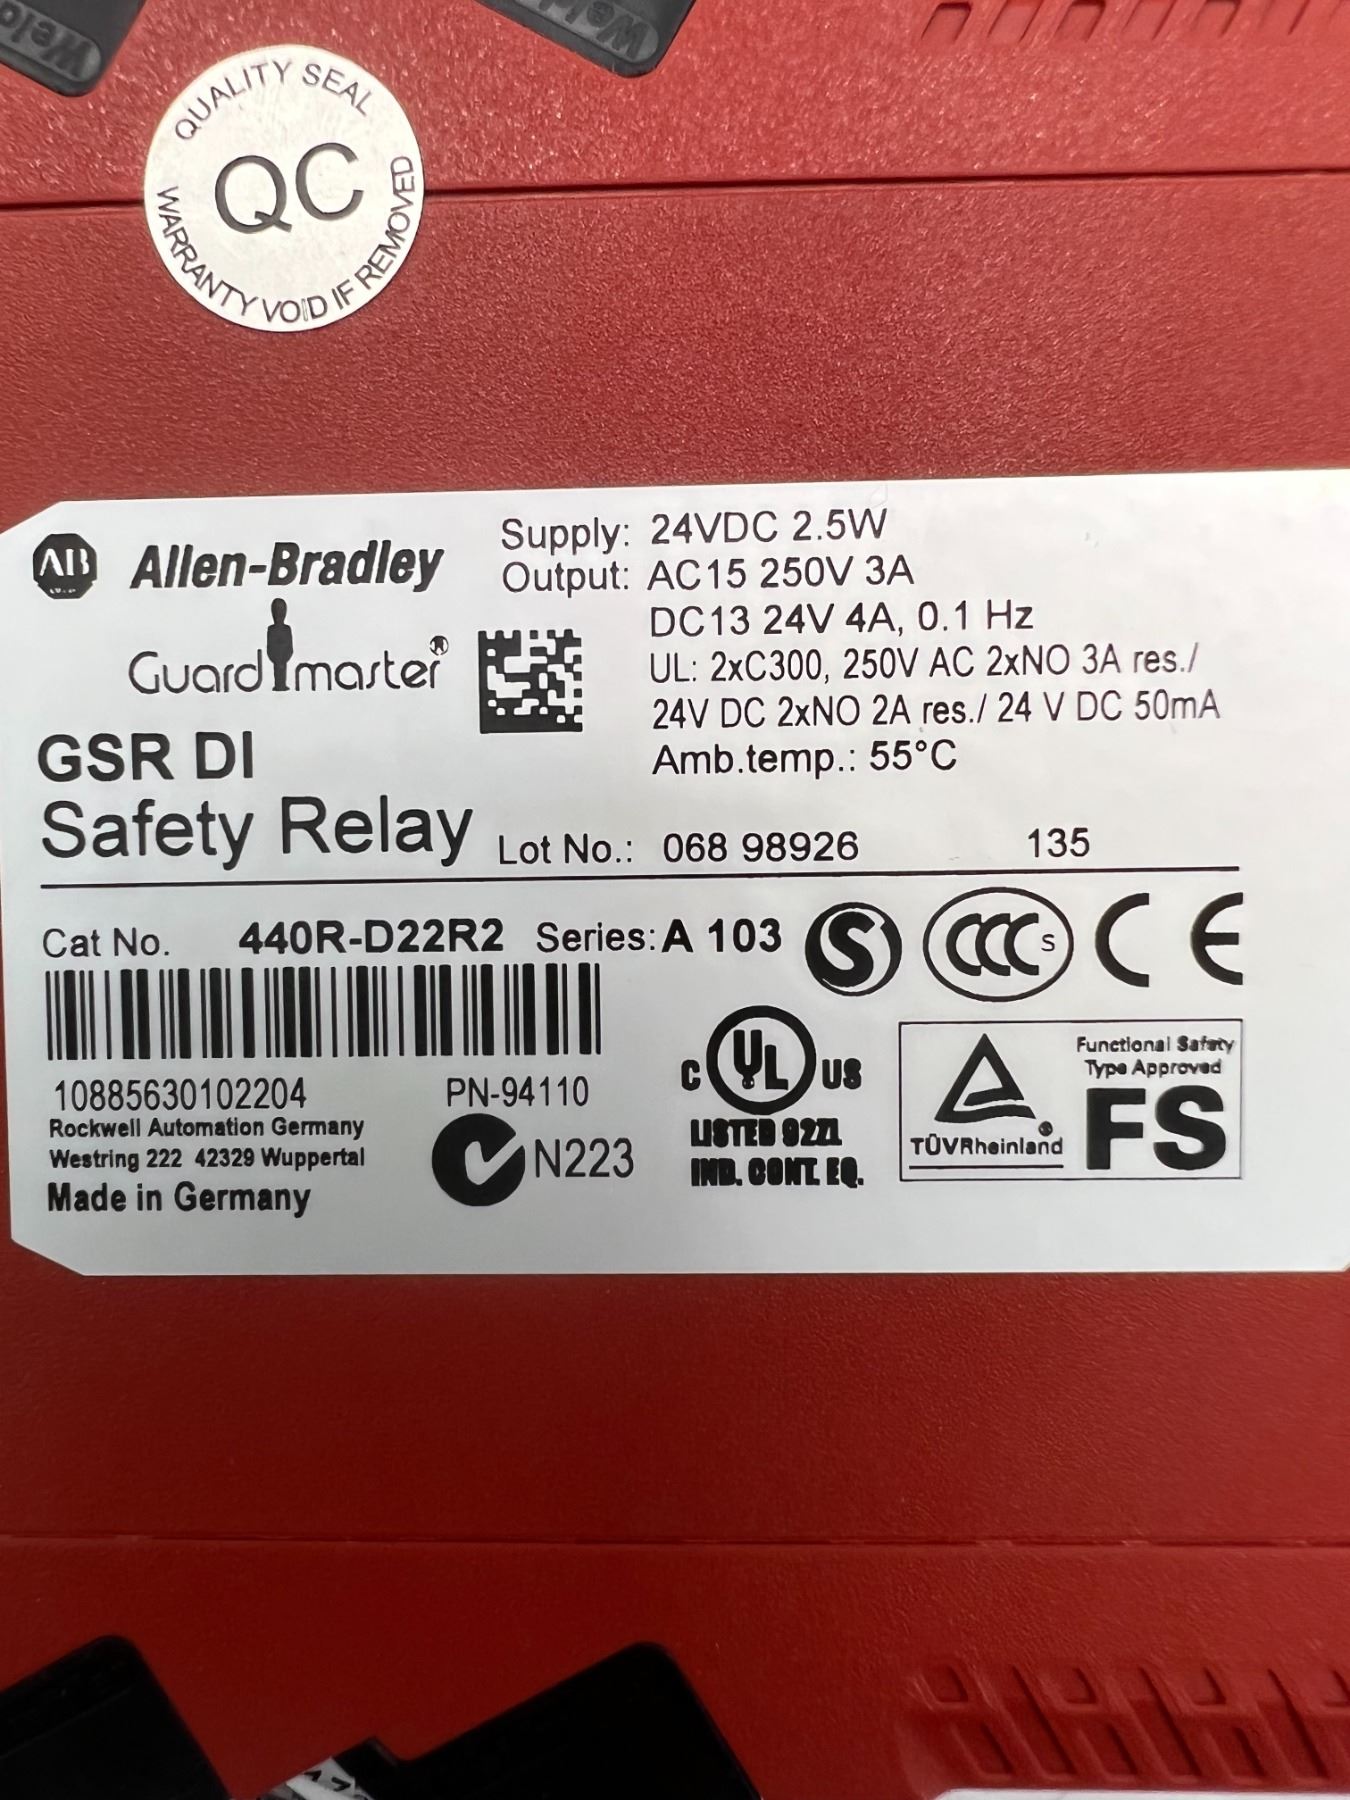 QUALITY SEAL
QC
WARRANTY VOID IF REMOVED
AB Allen-Bradley
Guardmaster®
GSR DI
Safety Relay
Supply: 24VDC 2.5W
Output: AC15 250V 3A
DC13 24V 4A, 0.1 Hz
UL: 2xC300, 250V AC 2xNO 3A res./
24V DC 2xNO 2A res./ 24 V DC 50mA
Amb.temp.: 55°C
Lot No.: 068 98926 135
Cat No. 440R-D22R2 Series: A 103
S CCC S CE
10885630102204 PN-94110
Rockwell Automation Germany
Westring 222 42329 Wuppertal
Made in Germany
N223
C UL US
LISTED 92ZL
IND. CONT. EQ.
TÜVRheinland®
Functional Safety
Type Approved
FS